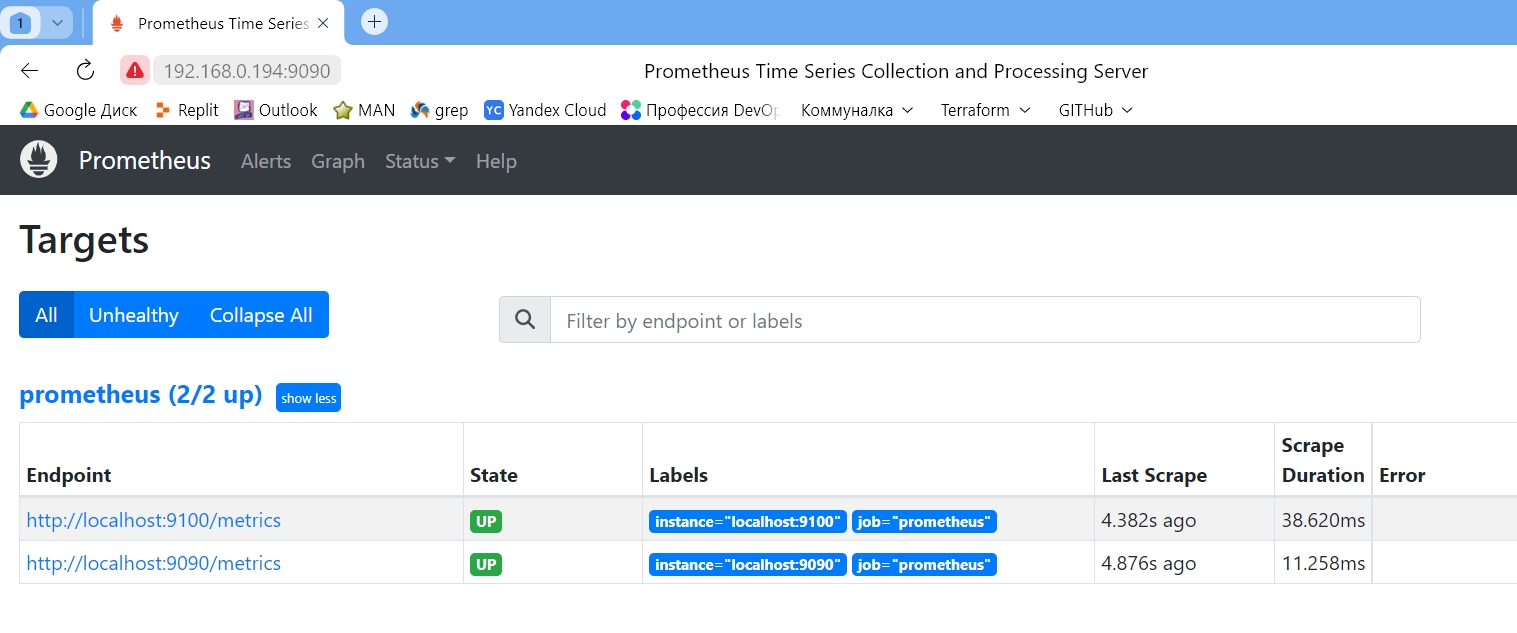 1
Prometheus Time Series
192.168.0.194:9090
Prometheus Time Series Collection and Processing Server
Google Диск Replit Outlook MAN grep YC Yandex Cloud Профессия DevOp Коммуналка Terraform GITHub
Prometheus Alerts Graph Status Help
Targets
All Unhealthy Collapse All
Filter by endpoint or labels
prometheus (2/2 up) show less
Endpoint State Labels Last Scrape Scrape Duration Error
http://localhost:9100/metrics UP instance="localhost:9100" job="prometheus" 4.382s ago 38.620ms
http://localhost:9090/metrics UP instance="localhost:9090" job="prometheus" 4.876s ago 11.258ms